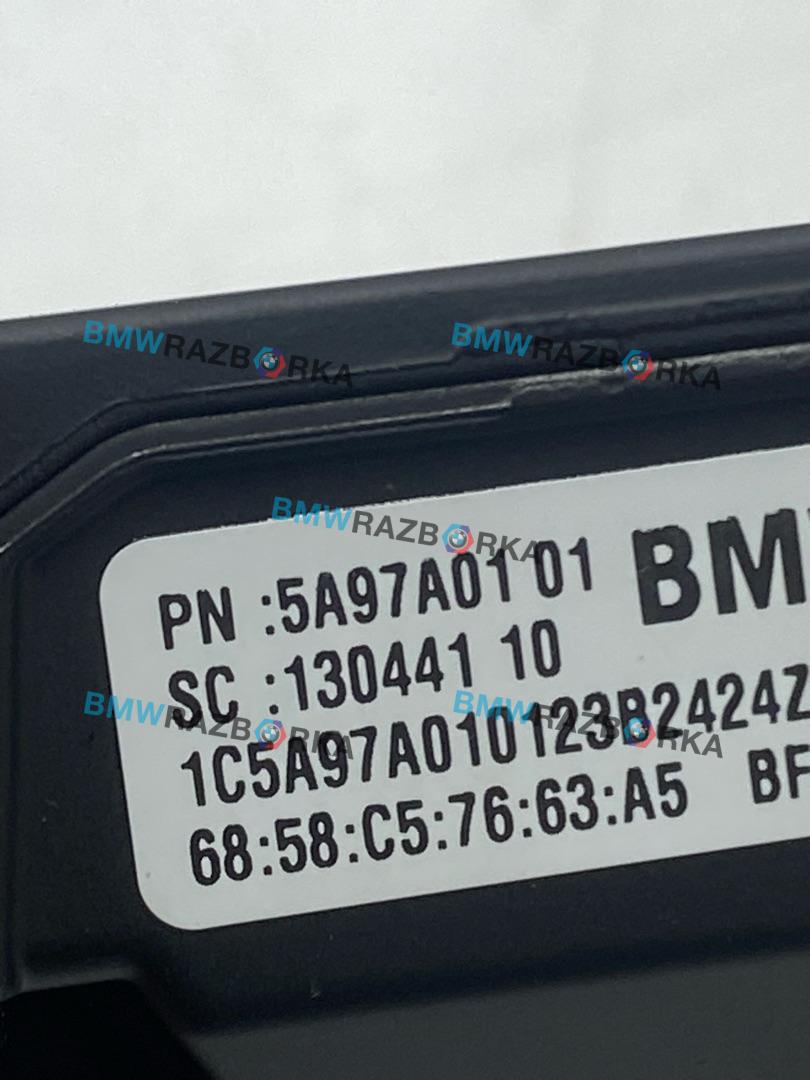 BMWRAZBORKA BMWRAZBORKA
BMWRAZBORKA
PN :5A97A01 01
SC :130441 10
1C5A97A010123B2424Z
68:58:C5:76:63:A5 BF
BM
BMWRAZBORKA BMWRAZBORKA